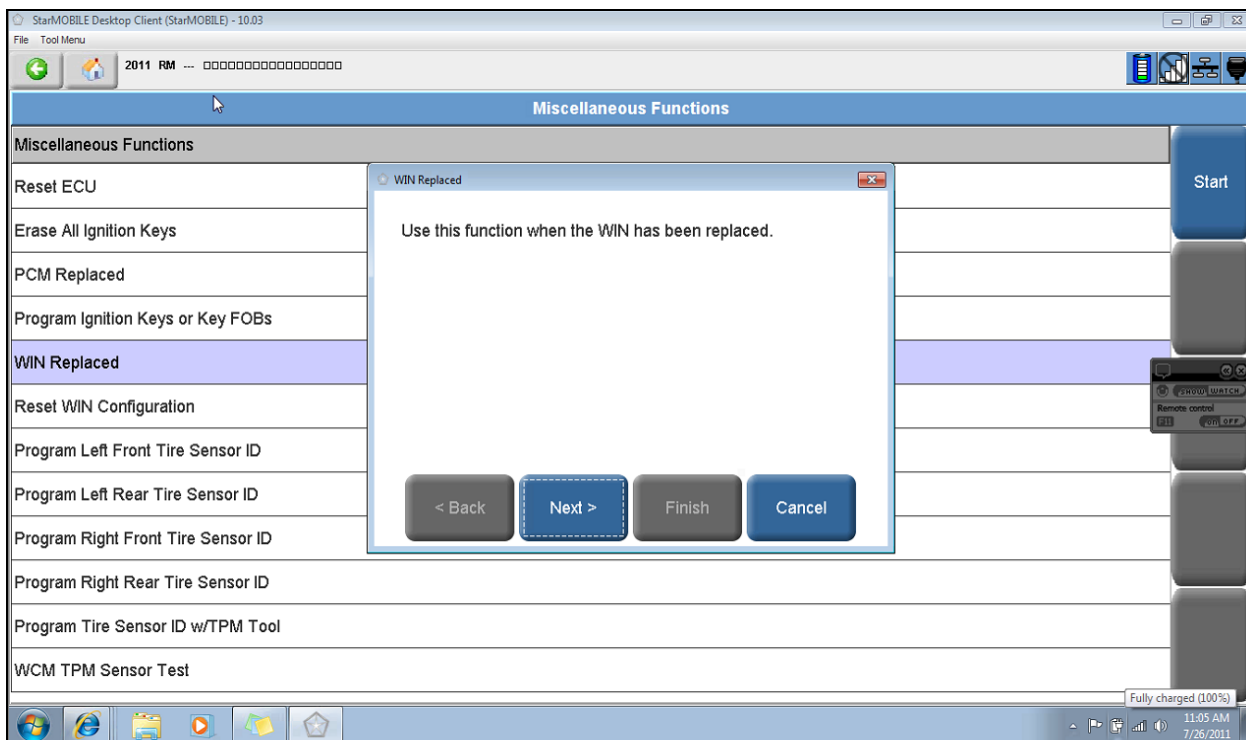 StarMOBILE Desktop Client (StarMOBILE) - 10.03
File Tool Menu
2011 RM --- □□□□□□□□□□□□□□□□□
Miscellaneous Functions
Miscellaneous Functions
Reset ECU
Erase All Ignition Keys
PCM Replaced
Program Ignition Keys or Key FOBs
WIN Replaced
Reset WIN Configuration
Program Left Front Tire Sensor ID
Program Left Rear Tire Sensor ID
Program Right Front Tire Sensor ID
Program Right Rear Tire Sensor ID
Program Tire Sensor ID w/TPM Tool
WCM TPM Sensor Test
WIN Replaced
Use this function when the WIN has been replaced.
< Back Next > Finish Cancel
Start
SHOW WATCH
Remote control
F11 On OFF
Fully charged (100%)
11:05 AM
7/26/2011